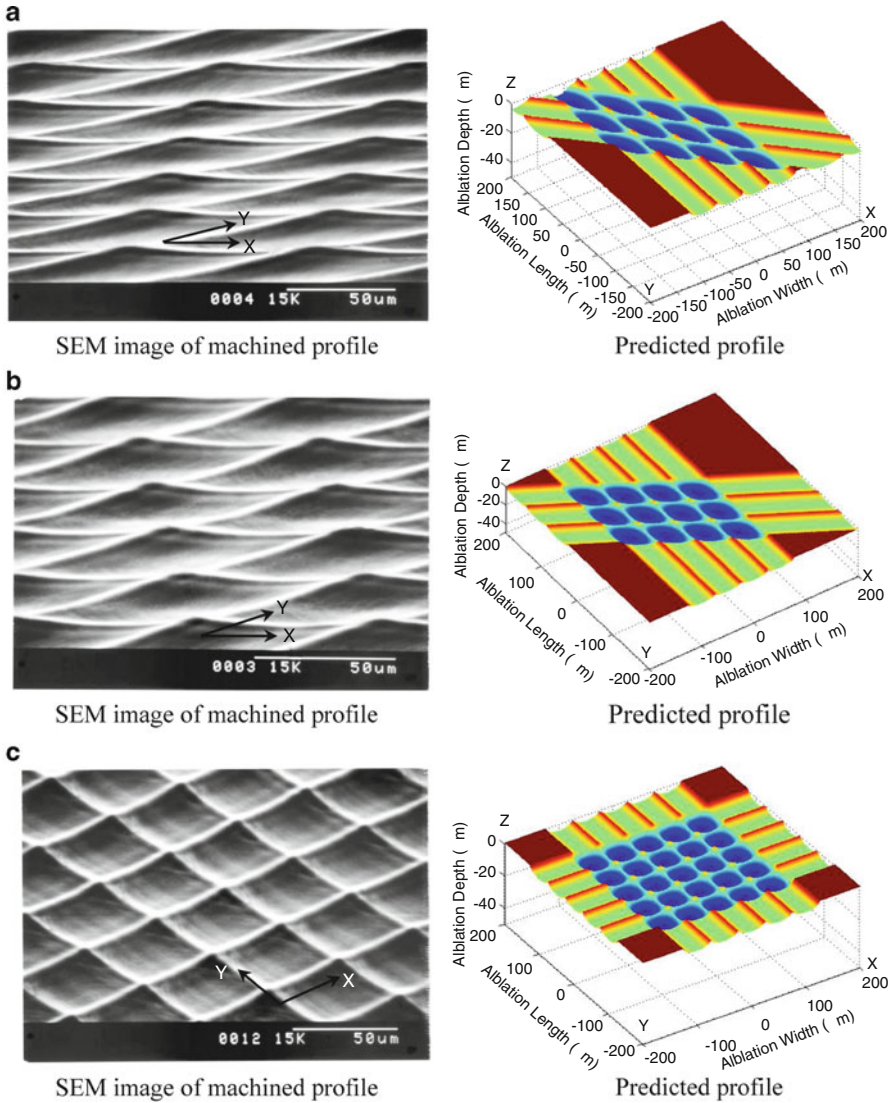 a
Y
X
0004 15K 50um
SEM image of machined profile
Z
0
-20
-40
200
150
100
50
0
-50
-100
-150
-200
Alblation Depth ( m)
Alblation Length ( m)
Y
-200
-150
-100
-50
0
50
100
150
200
X
Alblation Width ( m)
Predicted profile
b
Y
X
0003 15K 50um
SEM image of machined profile
Z
0
-20
-40
200
100
0
-100
-200
Alblation Depth ( m)
Alblation Length ( m)
Y
-200
-100
0
100
200
X
Alblation Width ( m)
Predicted profile
c
Y
X
0012 15K 50um
SEM image of machined profile
Z
0
-20
-40
200
100
0
-100
-200
Alblation Depth ( m)
Alblation Length ( m)
Y
-200
-100
0
100
200
X
Alblation Width ( m)
Predicted profile